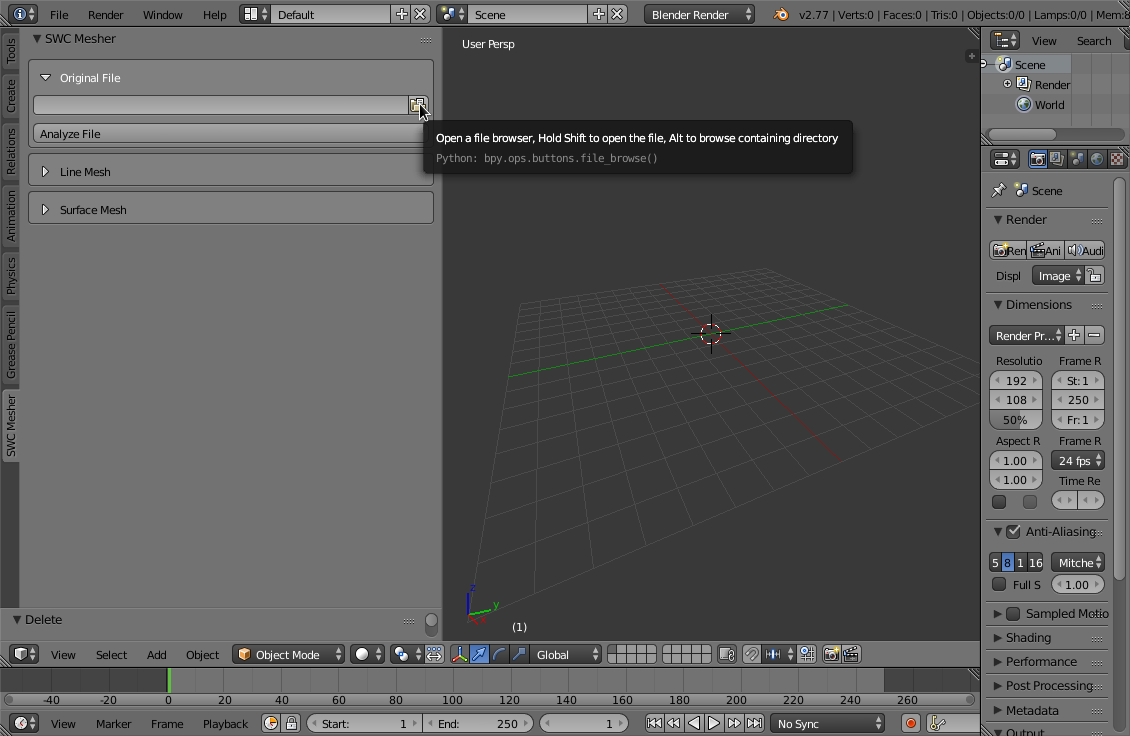 File Render Window Help Default Scene Blender Render v2.77 | Verts:0 | Faces:0 | Tris:0 | Objects:0/0 | Lamps:0/0 | Mem:8
SWC Mesher
Original File
Analyze File
Line Mesh
Surface Mesh
Tools
Create
Relations
Animation
Physics
Grease Pencil
SWC Mesher
Delete
User Persp
Open a file browser, Hold Shift to open the file, Alt to browse containing directory
Python: bpy.ops.buttons.file_browse()
z
y
x
(1)
View Select Add Object Object Mode Global
-40 -20 0 20 40 60 80 100 120 140 160 180 200 220 240 260
View Marker Frame Playback Start: 1 End: 250 1 No Sync
View Search
Scene
Render
World
Scene
Render
Ren Ani Audi
Displ Image
Dimensions
Render Pr...
Resolutio Frame R
192 St: 1
108 250
50% Fr: 1
Aspect R Frame R
1.00 24 fps
1.00 Time Re
Anti-Aliasing
5 8 1 16 Mitche
Full S 1.00
Sampled Motio
Shading
Performance
Post Processing
Metadata
Output